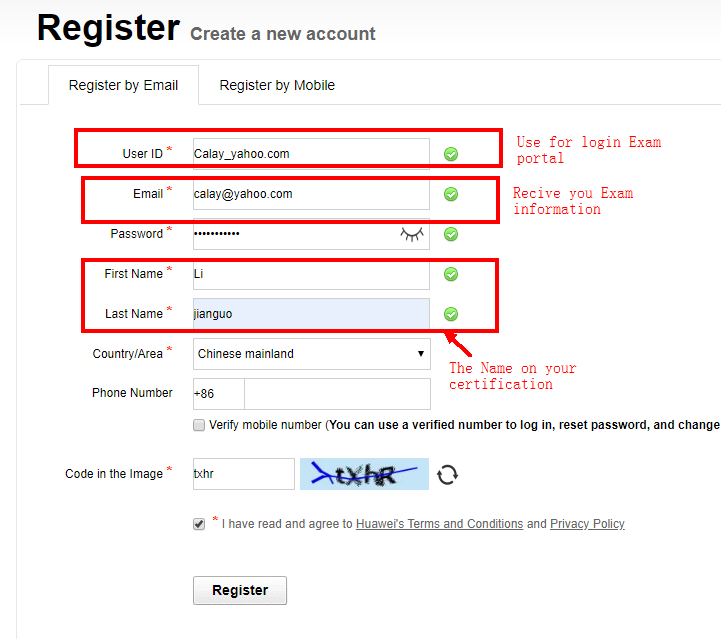 Register Create a new account
Register by Email Register by Mobile
User ID * Calay_yahoo.com
Use for login Exam
portal
Email * calay@yahoo.com
Recive you Exam
information
Password * •••••••••••
First Name * Li
Last Name * jianguo
Country/Area * Chinese mainland
The Name on your
certification
Phone Number +86
Verify mobile number (You can use a verified number to log in, reset password, and change
Code in the Image * txhr txhR
* I have read and agree to Huawei's Terms and Conditions and Privacy Policy
Register